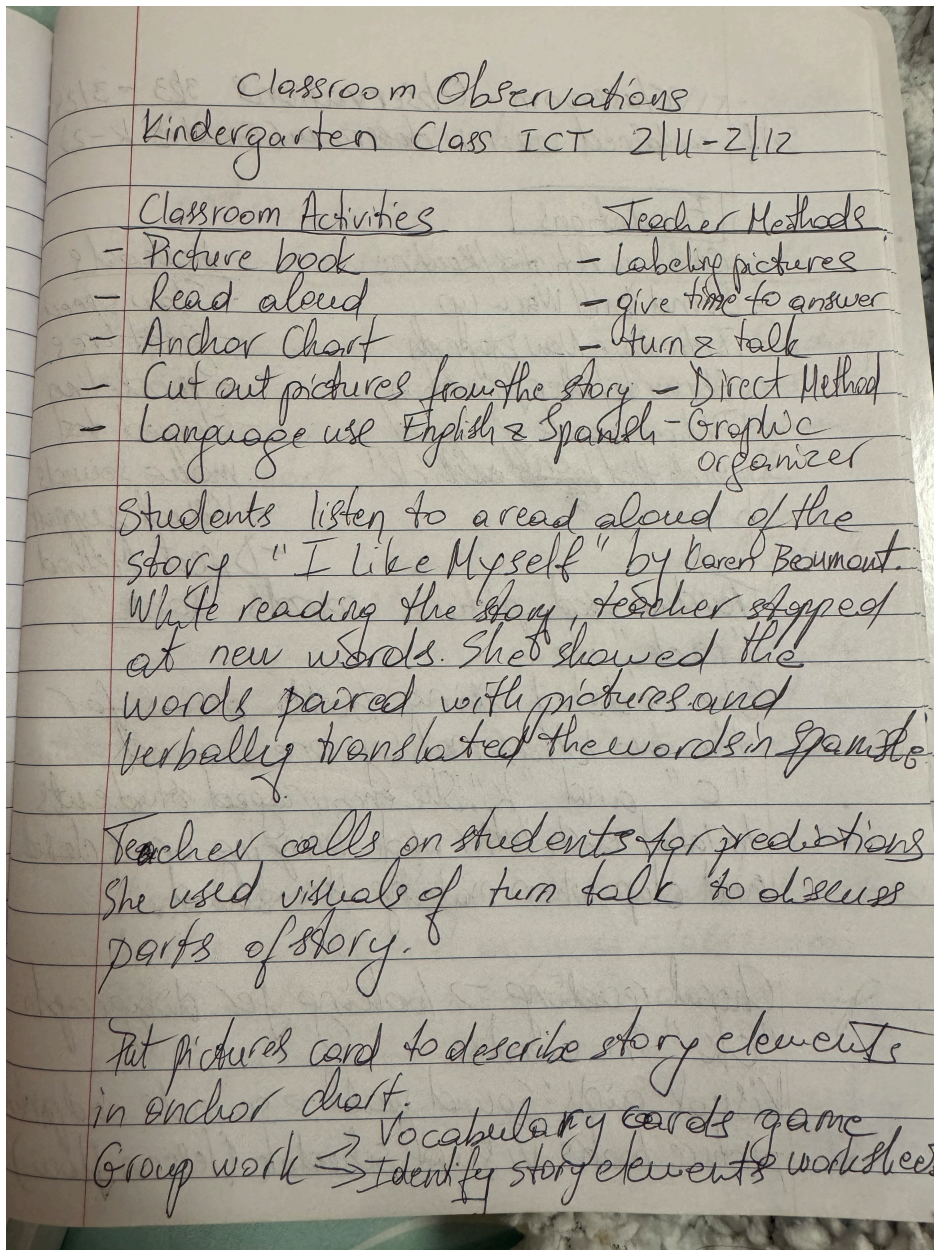 Classroom Observations
Kindergarten Class ICT 2/11-2/12
Classroom Activities Teacher Methods
- Picture book - Labeling pictures
- Read aloud - give time to answer
- Anchor Chart - turn & talk
- Cut out pictures from the story - Direct Method
- Language use English & Spanish - Graphic
organizer
Students listen to a read aloud of the
story "I Like Myself" by Karen Beaumont.
While reading the story, teacher stopped
at new words. She showed the
words paired with pictures and
verbally translated the words in Spanish.
Teacher calls on students for predictions
She used visuals of turn talk to discuss
parts of story.
Put pictures card to describe story elements
in anchor chart.
Group work > Vocabulary cards game
> Identify story elements worksheet